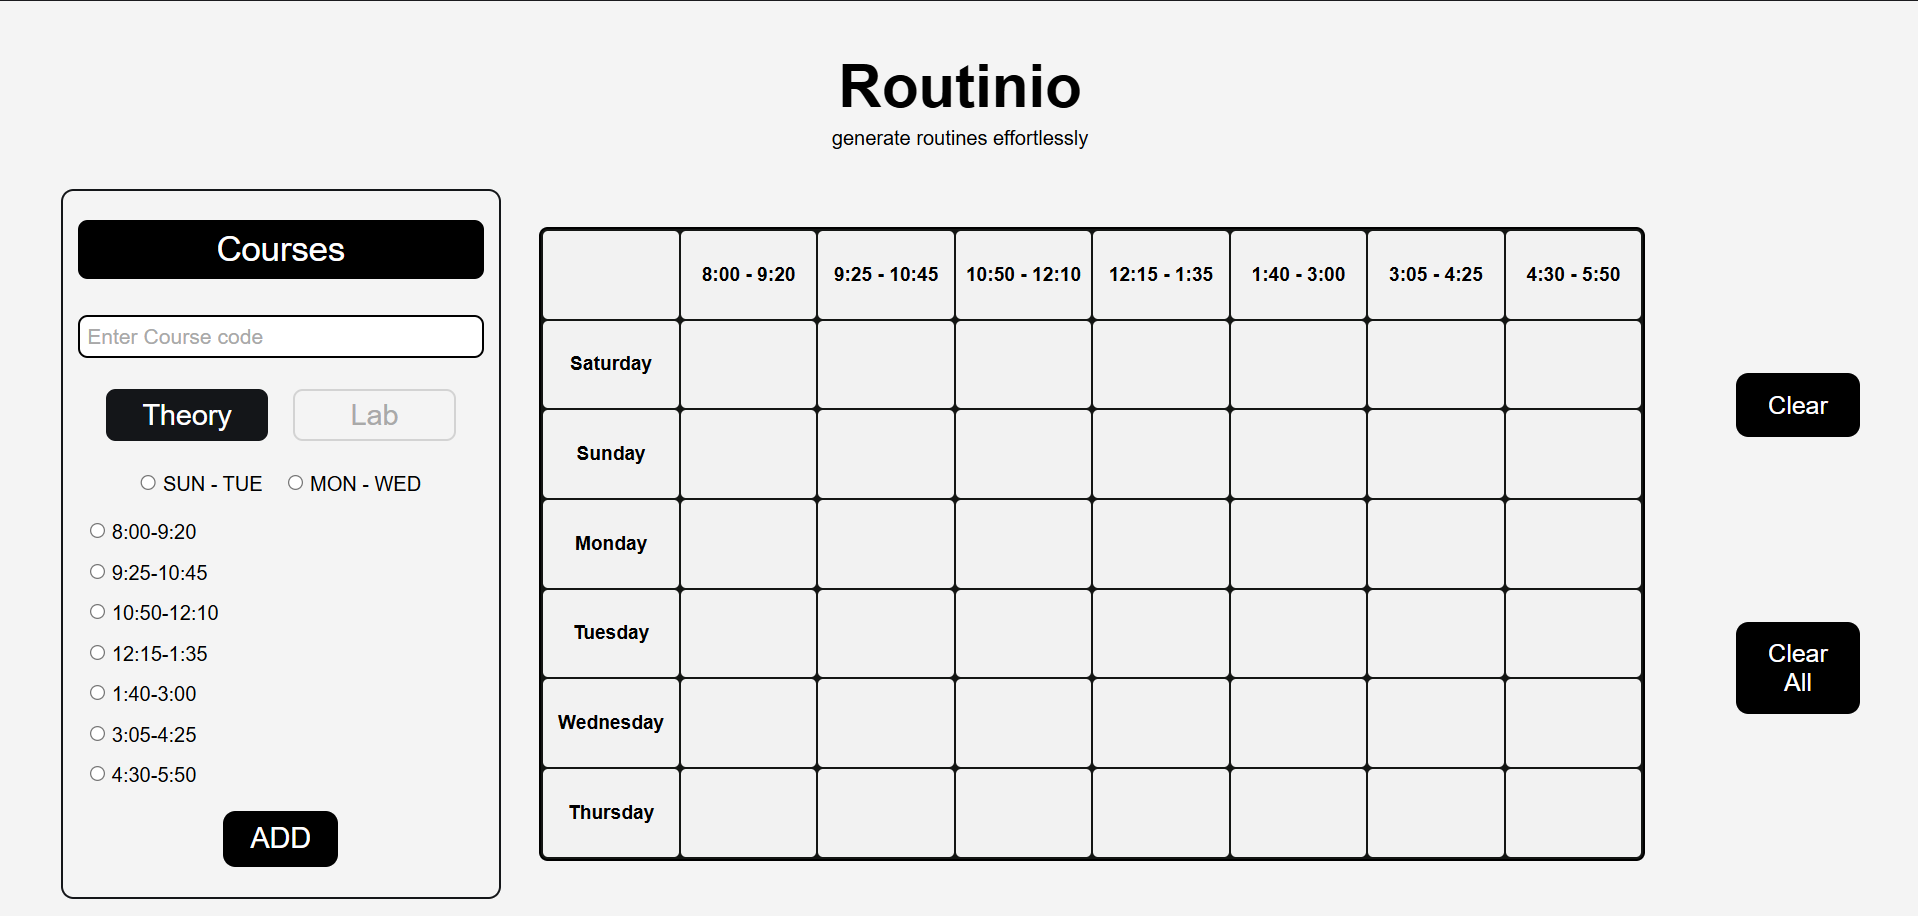 Routinio
generate routines effortlessly
Courses
Enter Course code
Theory Lab
SUN - TUE MON - WED
8:00-9:20
9:25-10:45
10:50-12:10
12:15-1:35
1:40-3:00
3:05-4:25
4:30-5:50
ADD
8:00 - 9:20 9:25 - 10:45 10:50 - 12:10 12:15 - 1:35 1:40 - 3:00 3:05 - 4:25 4:30 - 5:50
Saturday
Sunday
Monday
Tuesday
Wednesday
Thursday
Clear
Clear
All